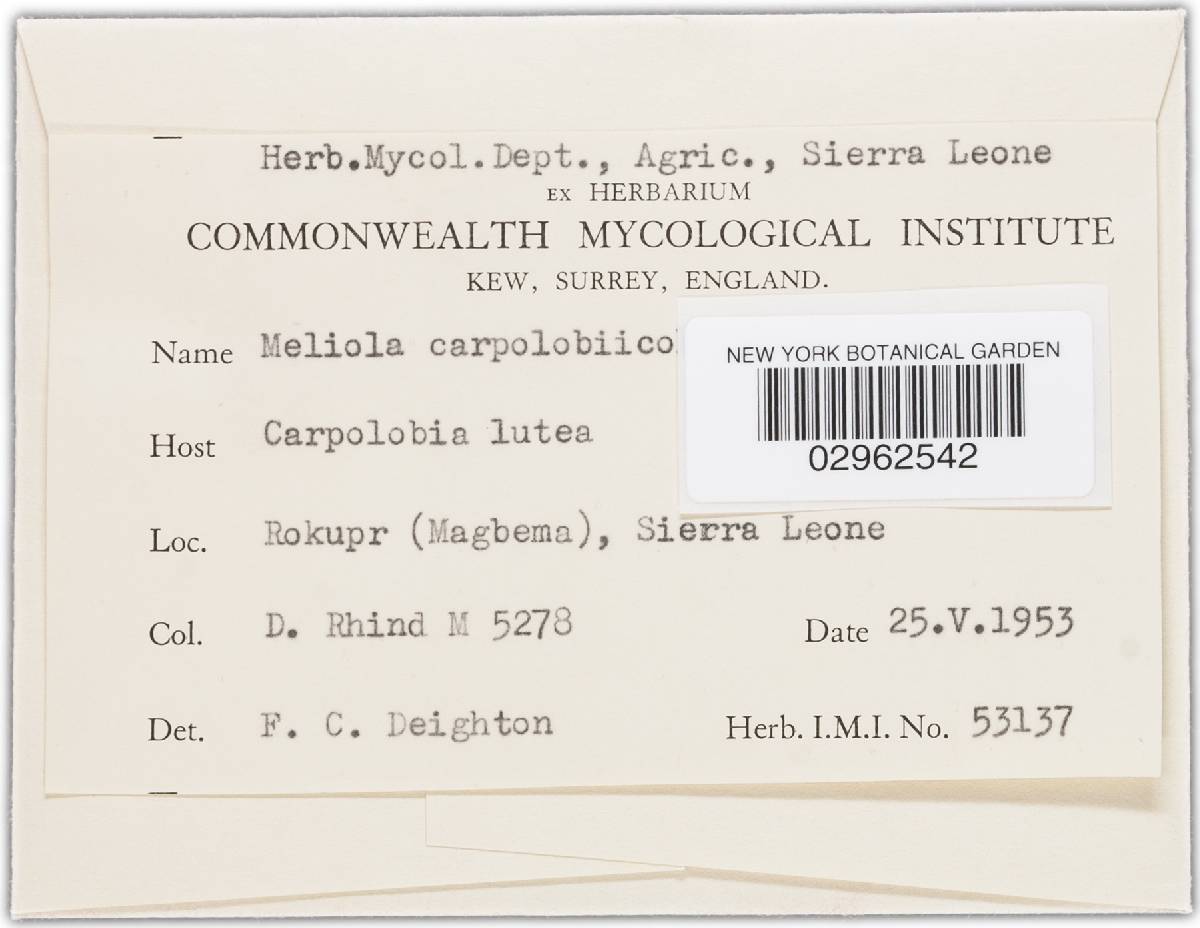 Herb.Mycol.Dept., Agric., Sierra Leone
EX HERBARIUM
COMMONWEALTH MYCOLOGICAL INSTITUTE
KEW, SURREY, ENGLAND.
Name Meliola carpolobiico
NEW YORK BOTANICAL GARDEN
02962542
Host Carpolobia lutea
Loc. Rokupr (Magbema), Sierra Leone
Col. D. Rhind M 5278 Date 25.V.1953
Det. F. C. Deighton Herb. I.M.I. No. 53137